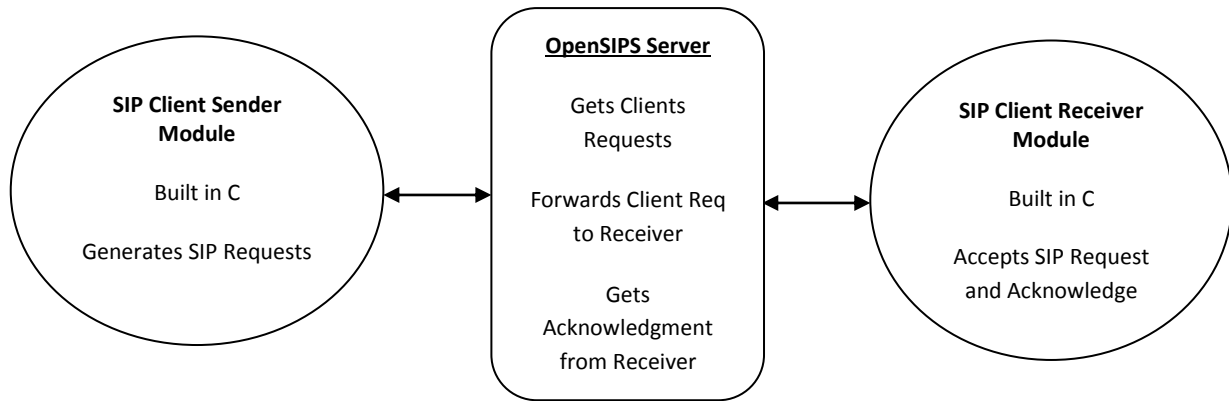 SIP Client Sender
Module
Built in C
Generates SIP Requests
OpenSIPS Server
Gets Clients
Requests
Forwards Client Req
to Receiver
Gets
Acknowledgment
from Receiver
SIP Client Receiver
Module
Built in C
Accepts SIP Request
and Acknowledge